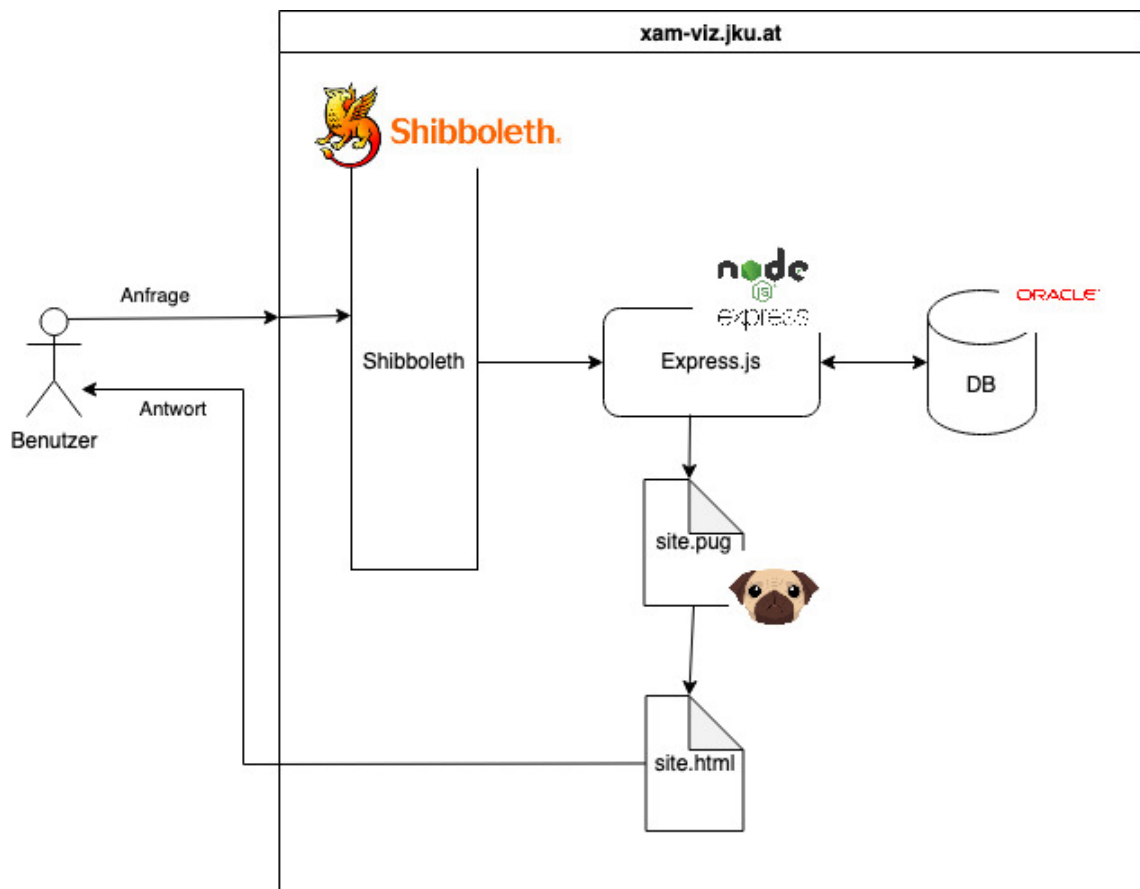 xam-viz.jku.at
Shibboleth.
node
JS
express
ORACLE
Anfrage
Shibboleth
Express.js
DB
Antwort
Benutzer
site.pug
site.html